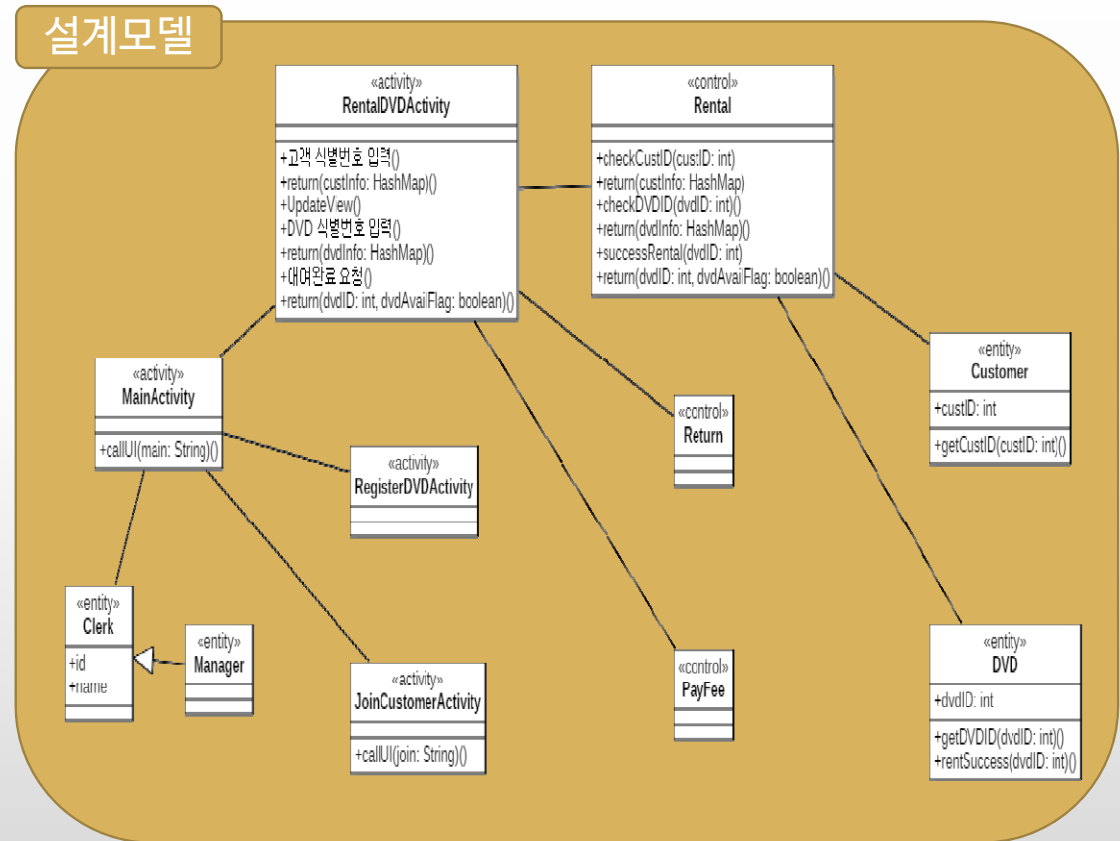 설계모델
«activity»
RentalDVDActivity
+고객 식별번호 입력()
+return(custInfo: HashMap)()
+UpdateView()
+DVD 식별번호 입력()
+return(dvdInfo: HashMap)()
+대여완료 요청()
+return(dvdID: int, dvdAvaiFlag: boolean)()
«control»
Rental
+checkCustID(custID: int)
+return(custInfo: HashMap)
+checkDVDID(dvdID: int)()
+return(dvdInfo: HashMap)()
+successRental(dvdID: int)
+return(dvdID: int, dvdAvaiFlag: boolean)()
«activity»
MainActivity
+callUI(main: String)()
«activity»
RegisterDVDActivity
«control»
Return
«entity»
Customer
+custID: int
+getCustID(custID: int)()
«entity»
Clerk
+id
+name
«entity»
Manager
«activity»
JoinCustomerActivity
+callUI(join: String)()
«control»
PayFee
«entity»
DVD
+dvdID: int
+getDVDID(dvdID: int)()
+rentSuccess(dvdID: int)()